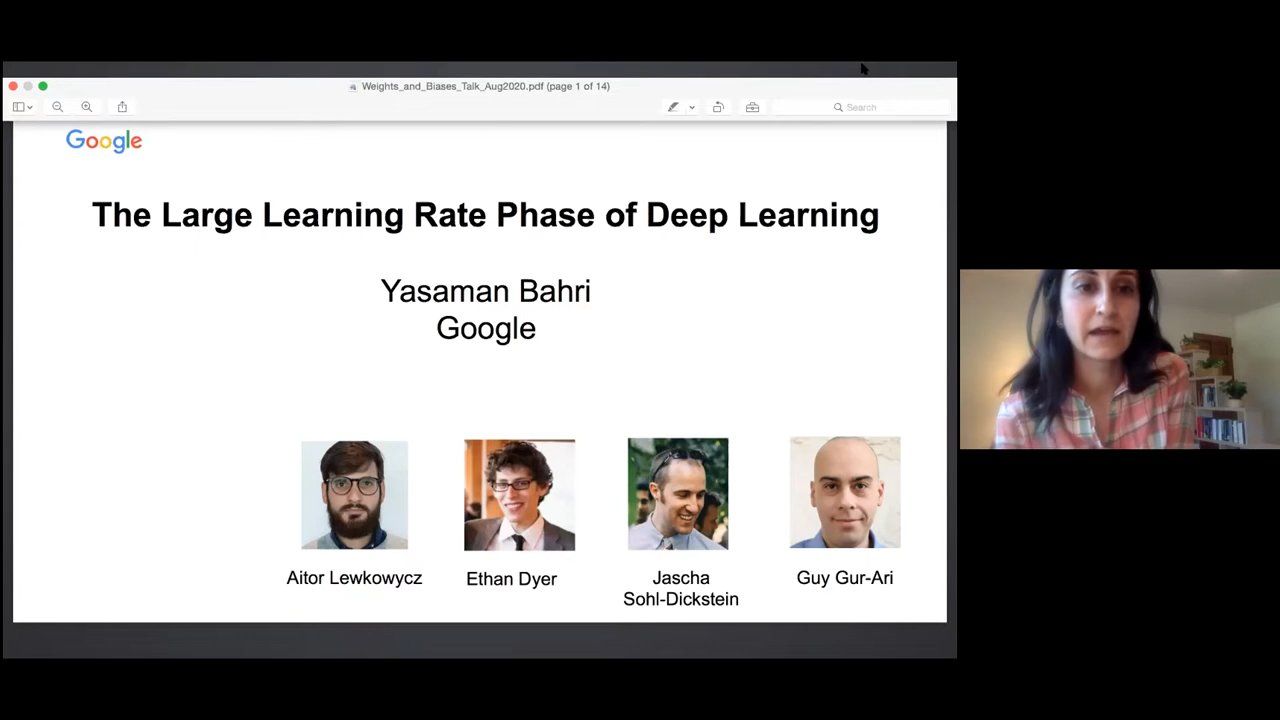 Weights_and_Biases_Talk_Aug2020.pdf (page 1 of 14)
Search
Google
The Large Learning Rate Phase of Deep Learning
Yasaman Bahri
Google
Aitor Lewkowycz
Ethan Dyer
Jascha
Sohl-Dickstein
Guy Gur-Ari